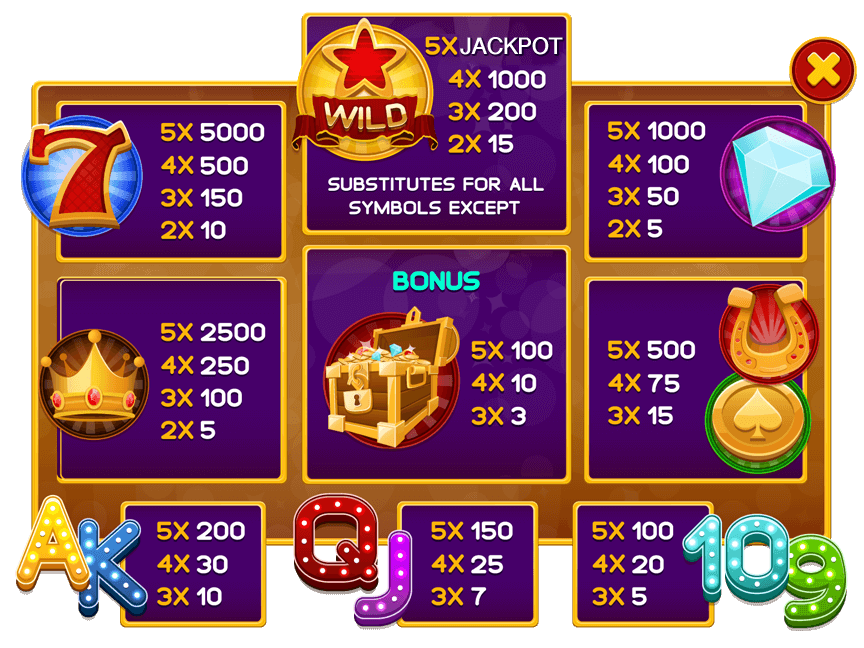 WILD
5XJACKPOT
4X 1000
3X 200
2X 15
SUBSTITUTES FOR ALL
SYMBOLS EXCEPT
7
5X 5000
4X 500
3X 150
2X 10
5X 1000
4X 100
3X 50
2X 5
5X 2500
4X 250
3X 100
2X 5
BONUS
5X 100
4X 10
3X 3
5X 500
4X 75
3X 15
A K
5X 200
4X 30
3X 10
Q J
5X 150
4X 25
3X 7
5X 100
4X 20
3X 5
10 9